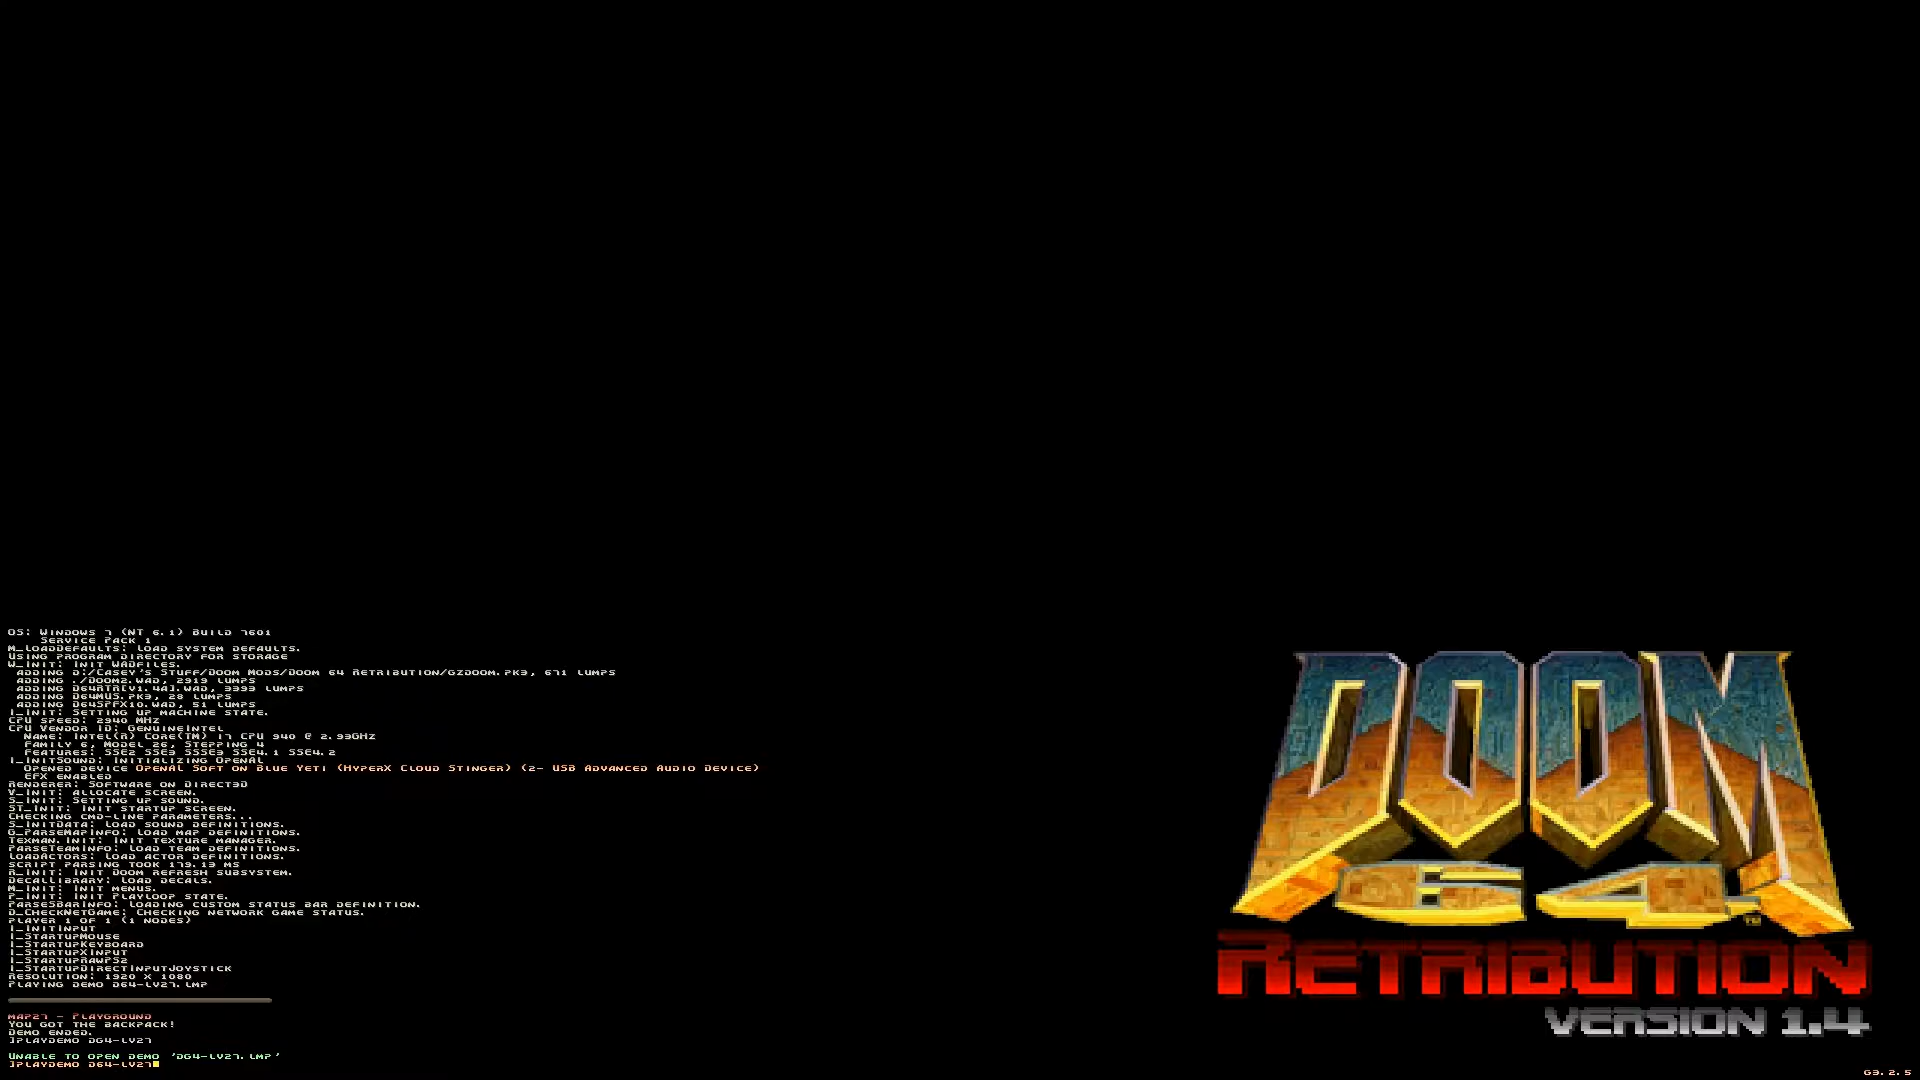 OS: Windows 7 (NT 6.1) Build 7601
Service Pack 1
M_LoadDefaults: Load system defaults.
Using program directory for storage
W_Init: Init WADfiles.
adding D:/Casey's Stuff/Doom Mods/Doom 64 Retribution/gzdoom.pk3, 671 lumps
adding ./doom2.wad, 2919 lumps
adding D64RTR[v1.4a].wad, 3393 lumps
adding D64MUS.pk3, 28 lumps
adding D64SPFX10.wad, 51 lumps
I_Init: Setting up machine state.
CPU speed: 2940 MHz
CPU Vendor ID: GenuineIntel
Name: Intel(R) Core(TM) i7 CPU 940 @ 2.93GHz
Family 6, Model 26, Stepping 4
Features: SSE2 SSE3 SSSE3 SSE4.1 SSE4.2
I_InitSound: Initializing OpenAL
Opened device OpenAL Soft on Blue Yeti (HyperX Cloud Stinger) (2- USB Advanced Audio Device)
EFX enabled
Renderer: Software on Direct3D
V_Init: allocate screen.
S_Init: Setting up sound.
ST_Init: Init startup screen.
Checking cmd-line parameters...
S_InitData: Load sound definitions.
G_ParseMapInfo: Load map definitions.
Texman.Init: Init texture manager.
ParseTeamInfo: Load team definitions.
LoadActors: Load actor definitions.
script parsing took 179.13 ms
R_Init: Init Doom refresh subsystem.
DecalLibrary: Load decals.
M_Init: Init menus.
P_Init: Init Playloop state.
ParseSBarInfo: Loading custom status bar definition.
D_CheckNetGame: Checking network game status.
player 1 of 1 (1 nodes)
I_InitInput
I_StartupMouse
I_StartupKeyboard
I_StartupXInput
I_StartupRawPS2
I_StartupDirectInputJoystick
Resolution: 1920 x 1080
Playing demo d64-lv27.lmp
MAP27 - Playground
You got the backpack!
Demo ended.
]playdemo dg4-lv27
Unable to open demo 'dg4-lv27.lmp'
]playdemo d64-lv27
DOOM
64
TM
Retribution
Version 1.4
G3.2.5